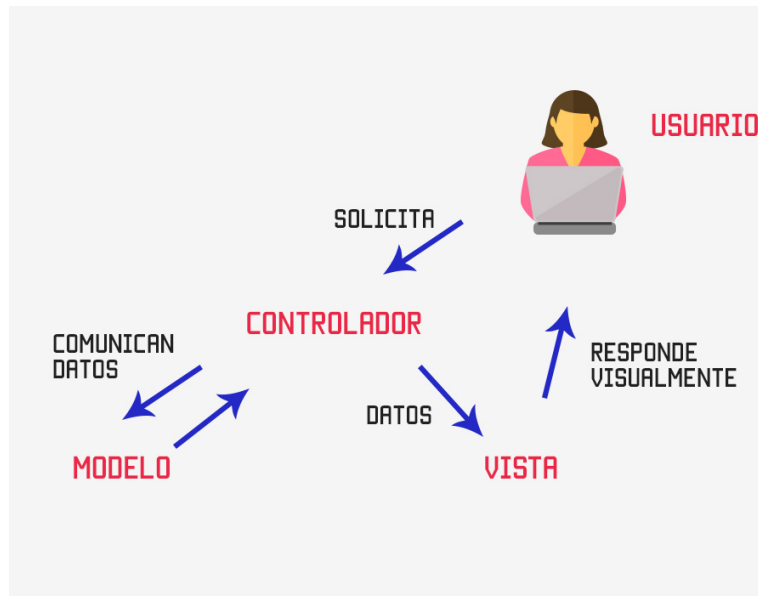 USUARIO
SOLICITA
CONTROLADOR
COMUNICAN
DATOS
RESPONDE
VISUALMENTE
DATOS
MODELO
VISTA